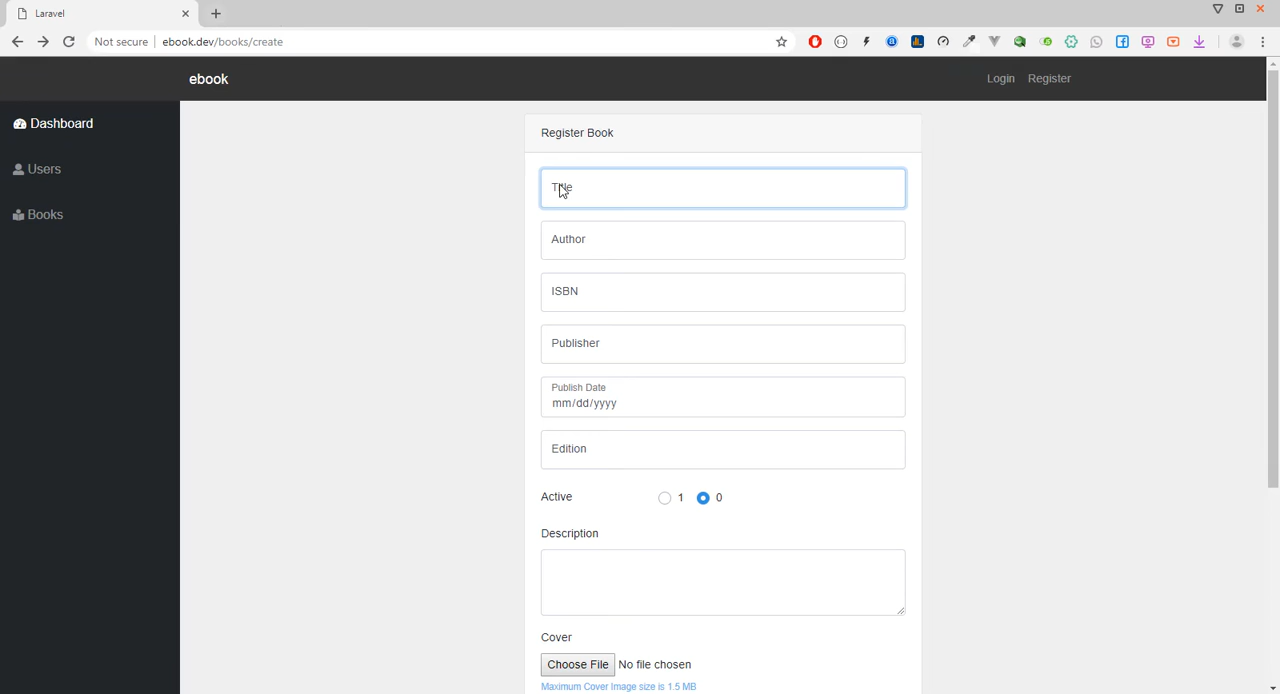 Laravel
Not secure ebook.dev/books/create
ebook
Login Register
Dashboard
Users
Books
Register Book
Title
Author
ISBN
Publisher
Publish Date
mm/dd/yyyy
Edition
Active 1 0
Description
Cover
Choose File No file chosen
Maximum Cover Image size is 1.5 MB